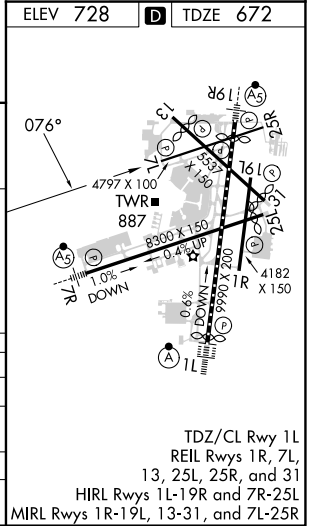 ELEV 728 D TDZE 672
19R
A5
13
P
P
25R
076°
P
7L
5537 X 150
P
19L
4797 X 100
TWR
887
31
25L
8300 X 150
0.4% UP
A5
P
1.0% DOWN
7R
P
1R
4182 X 150
0.6% DOWN
9990 X 200
P
A
1L
TDZ/CL Rwy 1L
REIL Rwys 1R, 7L,
13, 25L, 25R, and 31
HIRL Rwys 1L-19R and 7R-25L
MIRL Rwys 1R-19L, 13-31, and 7L-25R